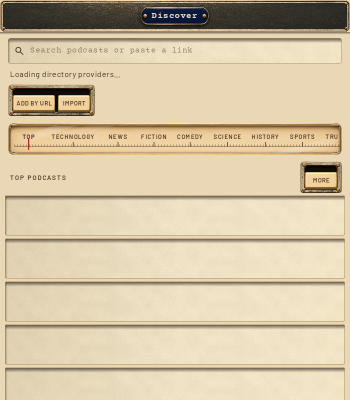 Discover
Search podcasts or paste a link
Loading directory providers…
ADD BY URL IMPORT
TOP TECHNOLOGY NEWS FICTION COMEDY SCIENCE HISTORY SPORTS TRU
TOP PODCASTS
MORE